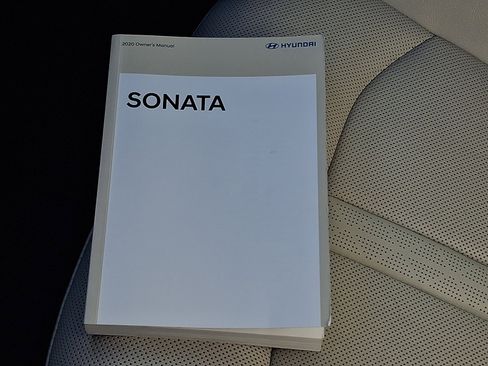 2020 Owner's Manual HYUNDAI
SONATA